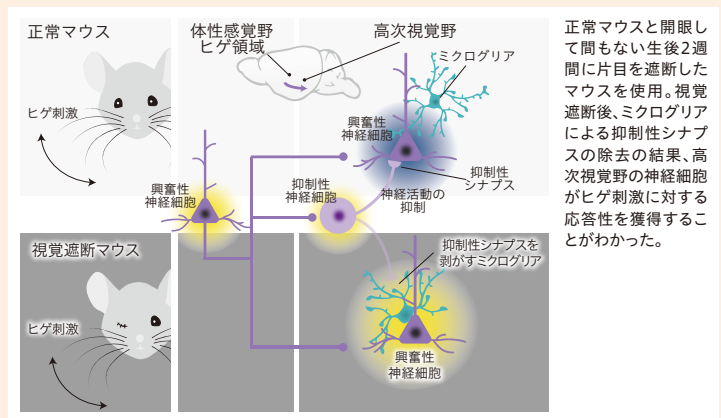 正常マウス
体性感覚野
ヒゲ領域
高次視覚野
ミクログリア
ヒゲ刺激
興奮性
神経細胞
抑制性
シナプス
興奮性
神経細胞
抑制性
神経細胞
神経活動の
抑制
視覚遮断マウス
抑制性シナプスを
剥がすミクログリア
ヒゲ刺激
興奮性
神経細胞
正常マウスと開眼し
て間もない生後2週
間に片目を遮断した
マウスを使用。視覚
遮断後、ミクログリア
による抑制性シナプ
スの除去の結果、高
次視覚野の神経細胞
がヒゲ刺激に対する
応答性を獲得するこ
とがわかった。